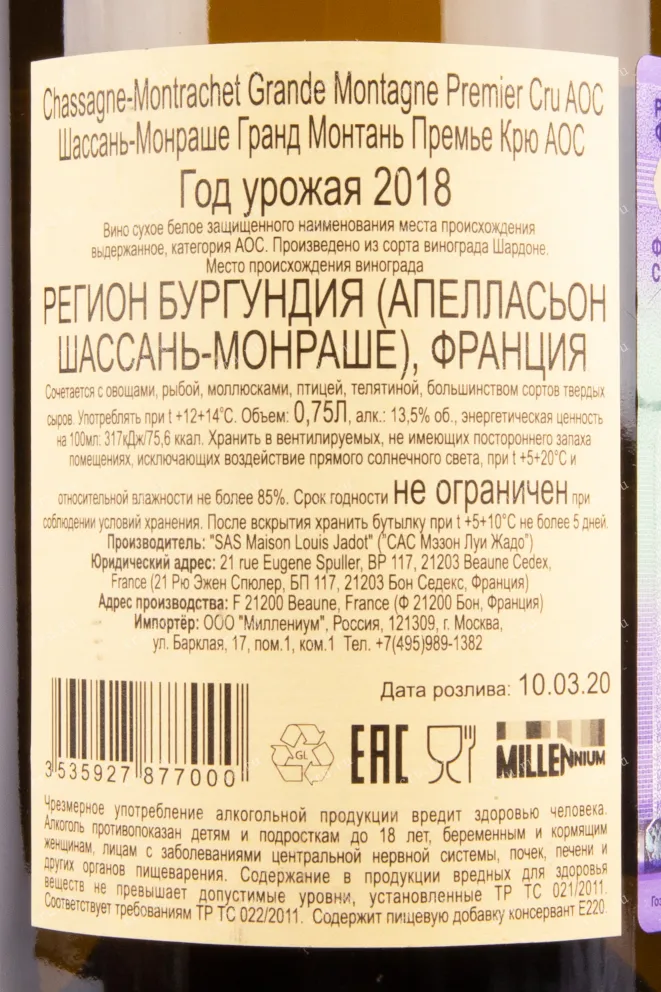 Chassagne-Montrachet Grande Montagne Premier Cru AOC
Шассань-Монраше Гранд Монтань Премье Крю АОС
Год урожая 2018
Вино сухое белое защищенного наименования места происхождения
выдержанное, категория АОС. Произведено из сорта винограда Шардоне.
Место происхождения винограда
РЕГИОН БУРГУНДИЯ (АПЕЛЛАСЬОН
ШАССАНЬ-МОНРАШЕ), ФРАНЦИЯ
Сочетается с овощами, рыбой, моллюсками, птицей, телятиной, большинством сортов твердых
сыров. Употреблять при t +12+14°C. Объем: 0,75Л, алк.: 13,5% об., энергетическая ценность
на 100мл: 317кДж/75,6 ккал. Хранить в вентилируемых, не имеющих постороннего запаха
помещениях, исключающих воздействие прямого солнечного света, при t +5+20°C и
относительной влажности не более 85%. Срок годности не ограничен при
соблюдении условий хранения. После вскрытия хранить бутылку при t +5+10°C не более 5 дней.
Производитель: "SAS Maison Louis Jadot" ("САС Мэзон Луи Жадо")
Юридический адрес: 21 rue Eugene Spuller, BP 117, 21203 Beaune Cedex,
France (21 Рю Эжен Спюлер, БП 117, 21203 Бон Седекс, Франция)
Адрес производства: F 21200 Beaune, France (Ф 21200 Бон, Франция)
Импортёр: ООО "Миллениум", Россия, 121309, г. Москва,
ул. Барклая, 17, пом.1, ком.1 Тел. +7(495)989-1382
Дата розлива: 10.03.20
3 535927 877000
GL
EAC
MILLENNIUM
Чрезмерное употребление алкогольной продукции вредит здоровью человека.
Алкоголь противопоказан детям и подросткам до 18 лет, беременным и кормящим
женщинам, лицам с заболеваниями центральной нервной системы, почек, печени и
других органов пищеварения. Содержание в продукции вредных для здоровья
веществ не превышает допустимые уровни, установленные ТР ТС 021/2011.
Соответствует требованиям ТР ТС 022/2011. Содержит пищевую добавку консервант Е220.